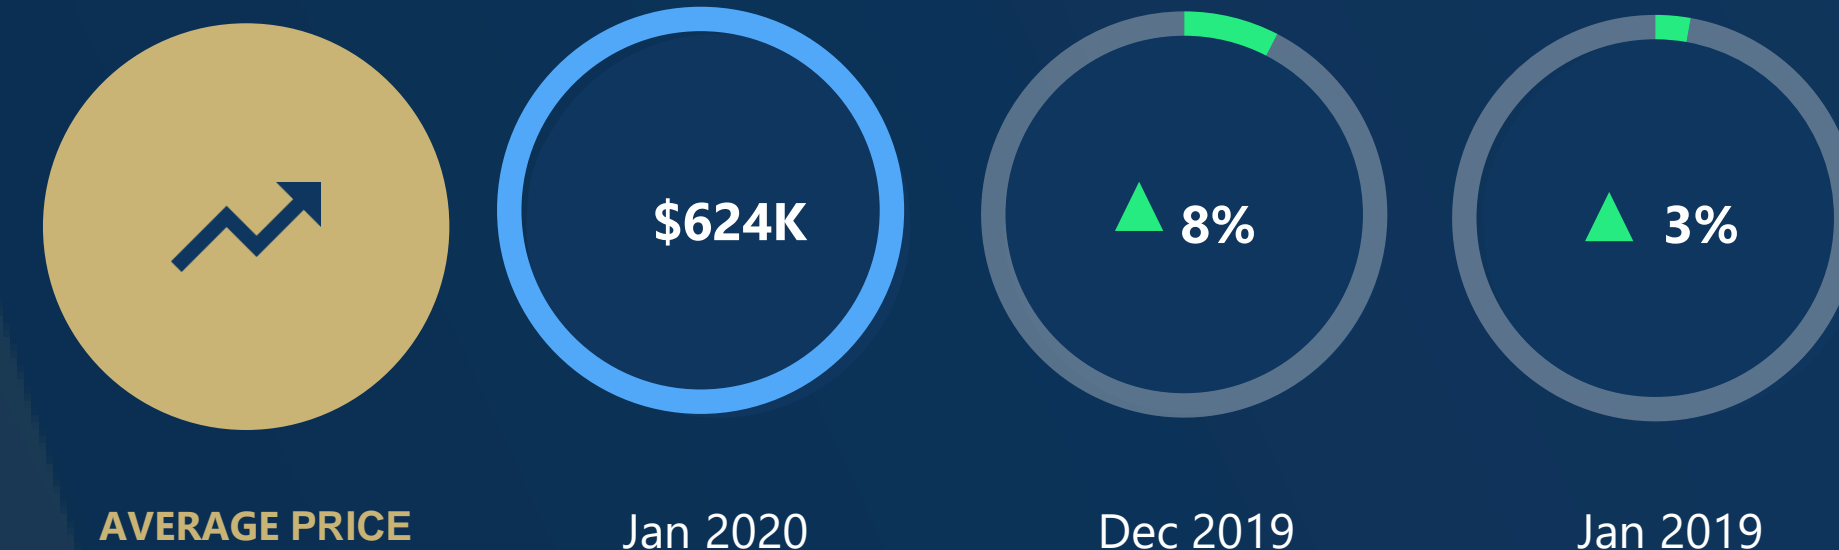 $624K
8%
3%
AVERAGE PRICE
Jan 2020
Dec 2019
Jan 2019